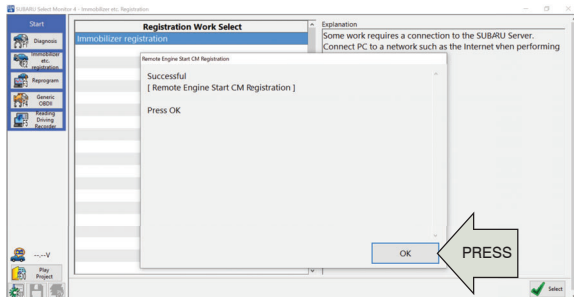 SUBARU Select Monitor 4 - Immobilizer etc. Registration
Start
Diagnosis
Immobilizer
etc.
registration
Reprogram
Generic
OBDII
Reading
Driving
Recorder
--.--V
Play
Project
Registration Work Select
Immobilizer registration
Explanation
Some work requires a connection to the SUBARU Server.
Connect PC to a network such as the Internet when performing
Remote Engine Start CM Registration
Successful
[ Remote Engine Start CM Registration ]
Press OK
OK
PRESS
Select